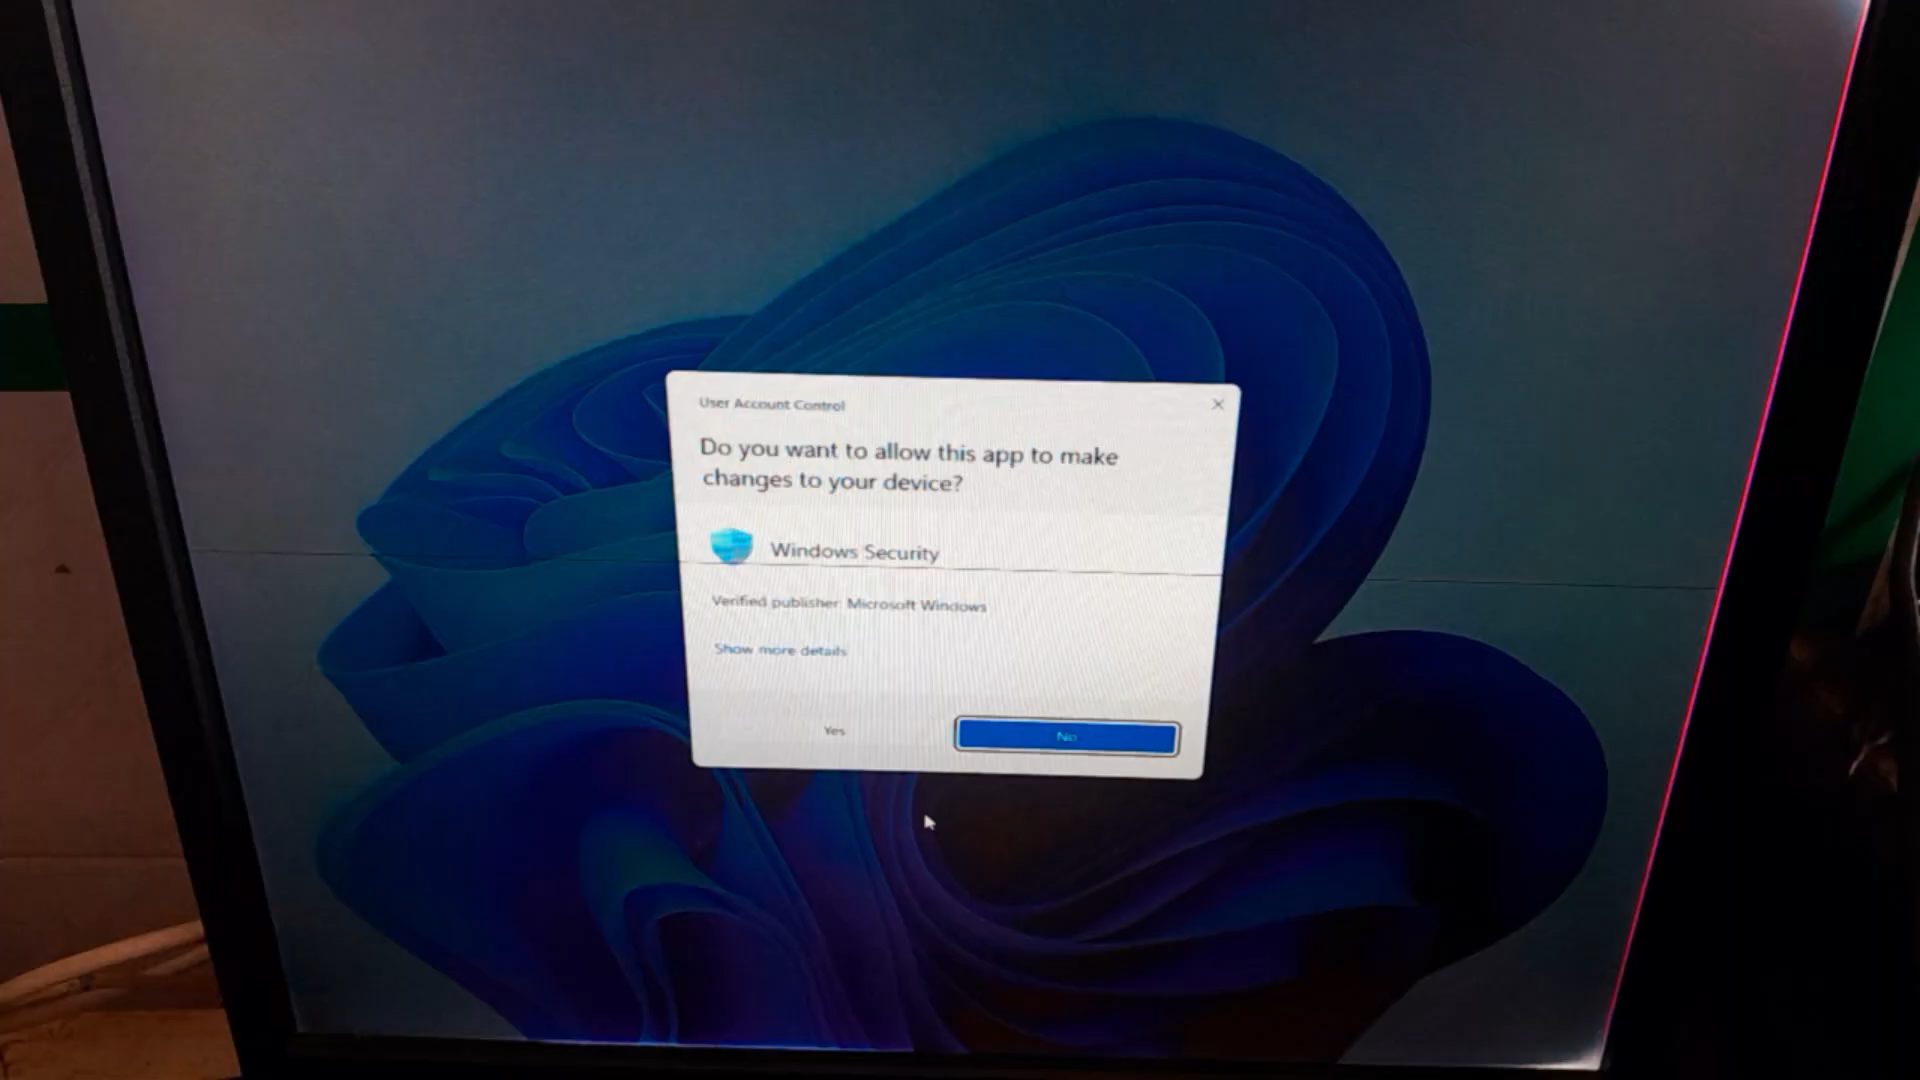 User Account Control
Do you want to allow this app to make
changes to your device?
Windows Security
Verified publisher: Microsoft Windows
Show more details
Yes
No